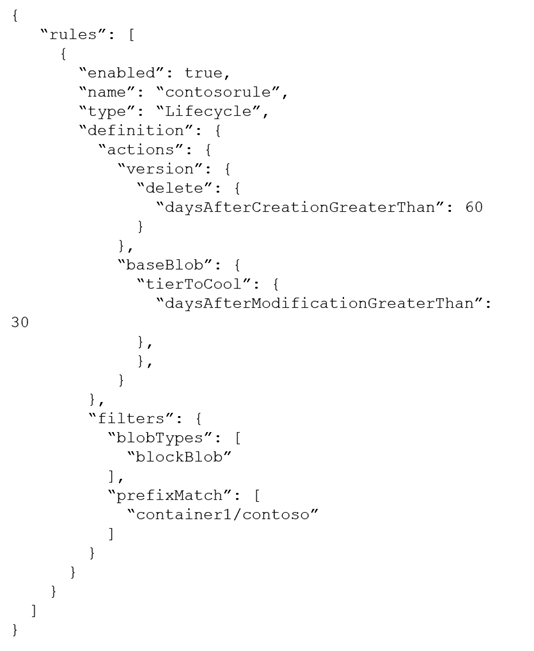 {
   “rules”: [
     {
       “enabled”: true,
       “name”: “contosorule”,
       “type”: “Lifecycle”,
       “definition”: {
         “actions”: {
           “version”: {
             “delete”: {
               “daysAfterCreationGreaterThan”: 60
             }
           },
           “baseBlob”: {
             “tierToCool”: {
               “daysAfterModificationGreaterThan”:
30
             },
             },
           }
        },
        “filters”: {
          “blobTypes”: [
            “blockBlob”
          ],
          “prefixMatch”: [
            “container1/contoso”
          ]
        }
      }
    }
  ]
}